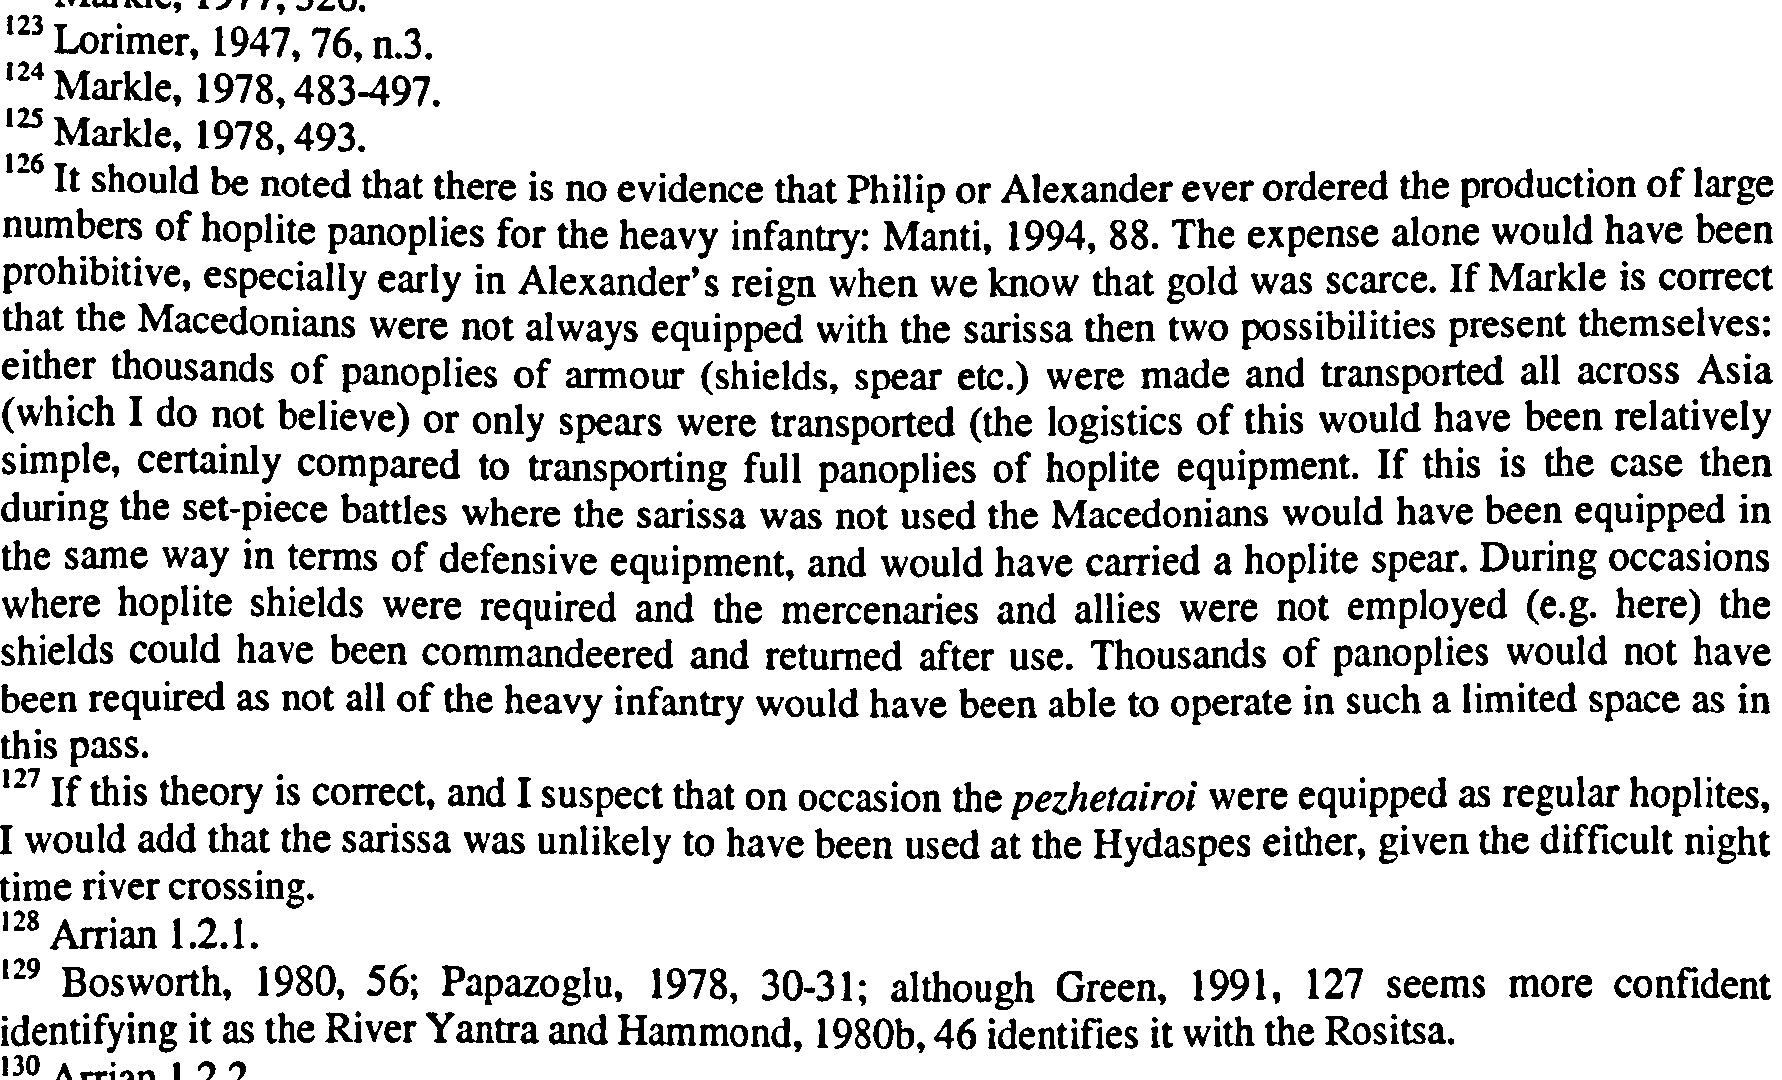 Markle, 1977, 326.
123 Lorimer, 1947, 76, n.3.
124 Markle, 1978, 483-497.
125 Markle, 1978, 493.
126 It should be noted that there is no evidence that Philip or Alexander ever ordered the production of large
numbers of hoplite panoplies for the heavy infantry: Manti, 1994, 88. The expense alone would have been
prohibitive, especially early in Alexander's reign when we know that gold was scarce. If Markle is correct
that the Macedonians were not always equipped with the sarissa then two possibilities present themselves:
either thousands of panoplies of armour (shields, spear etc.) were made and transported all across Asia
(which I do not believe) or only spears were transported (the logistics of this would have been relatively
simple, certainly compared to transporting full panoplies of hoplite equipment. If this is the case then
during the set-piece battles where the sarissa was not used the Macedonians would have been equipped in
the same way in terms of defensive equipment, and would have carried a hoplite spear. During occasions
where hoplite shields were required and the mercenaries and allies were not employed (e.g. here) the
shields could have been commandeered and returned after use. Thousands of panoplies would not have
been required as not all of the heavy infantry would have been able to operate in such a limited space as in
this pass.
127 If this theory is correct, and I suspect that on occasion the pezhetairoi were equipped as regular hoplites,
I would add that the sarissa was unlikely to have been used at the Hydaspes either, given the difficult night
time river crossing.
128 Arrian 1.2.1.
129 Bosworth, 1980, 56; Papazoglu, 1978, 30-31; although Green, 1991, 127 seems more confident
identifying it as the River Yantra and Hammond, 1980b, 46 identifies it with the Rositsa.
130 Arrian 1.2.2.